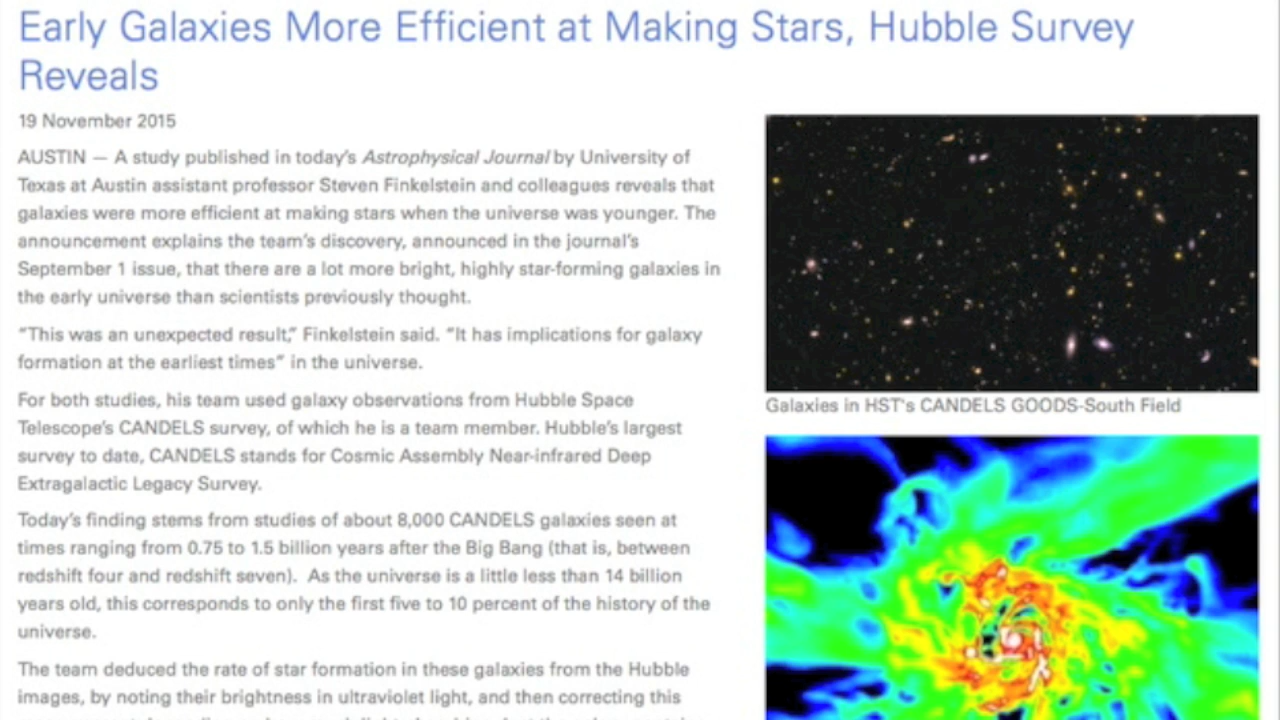 Early Galaxies More Efficient at Making Stars, Hubble Survey
Reveals
19 November 2015
AUSTIN — A study published in today's Astrophysical Journal by University of
Texas at Austin assistant professor Steven Finkelstein and colleagues reveals that
galaxies were more efficient at making stars when the universe was younger. The
announcement explains the team's discovery, announced in the journal's
September 1 issue, that there are a lot more bright, highly star-forming galaxies in
the early universe than scientists previously thought.
"This was an unexpected result," Finkelstein said. "It has implications for galaxy
formation at the earliest times" in the universe.
For both studies, his team used galaxy observations from Hubble Space
Telescope's CANDELS survey, of which he is a team member. Hubble's largest
survey to date, CANDELS stands for Cosmic Assembly Near-infrared Deep
Extragalactic Legacy Survey.
Today's finding stems from studies of about 8,000 CANDELS galaxies seen at
times ranging from 0.75 to 1.5 billion years after the Big Bang (that is, between
redshift four and redshift seven). As the universe is a little less than 14 billion
years old, this corresponds to only the first five to 10 percent of the history of the
universe.
The team deduced the rate of star formation in these galaxies from the Hubble
images, by noting their brightness in ultraviolet light, and then correcting this
Galaxies in HST's CANDELS GOODS-South Field